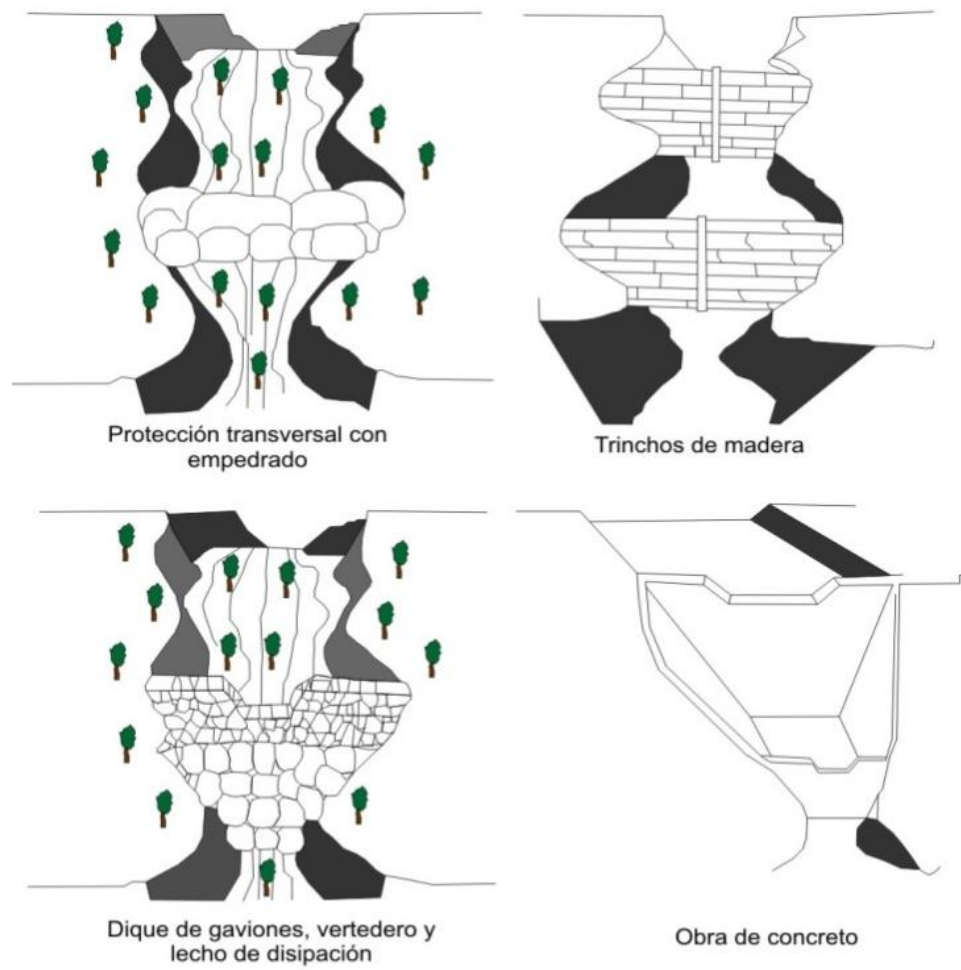 Protección transversal con
empedrado
Trinchos de madera
Dique de gaviones, vertedero y
lecho de disipación
Obra de concreto